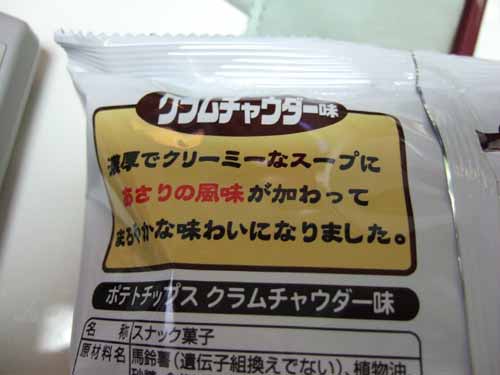 クラムチャウダー味
濃厚でクリーミーなスープに
あさりの風味が加わって
まろやかな味わいになりました。
ポテトチップス クラムチャウダー味
名 称 スナック菓子
原材料名 馬鈴薯(遺伝子組換えでない)、植物油